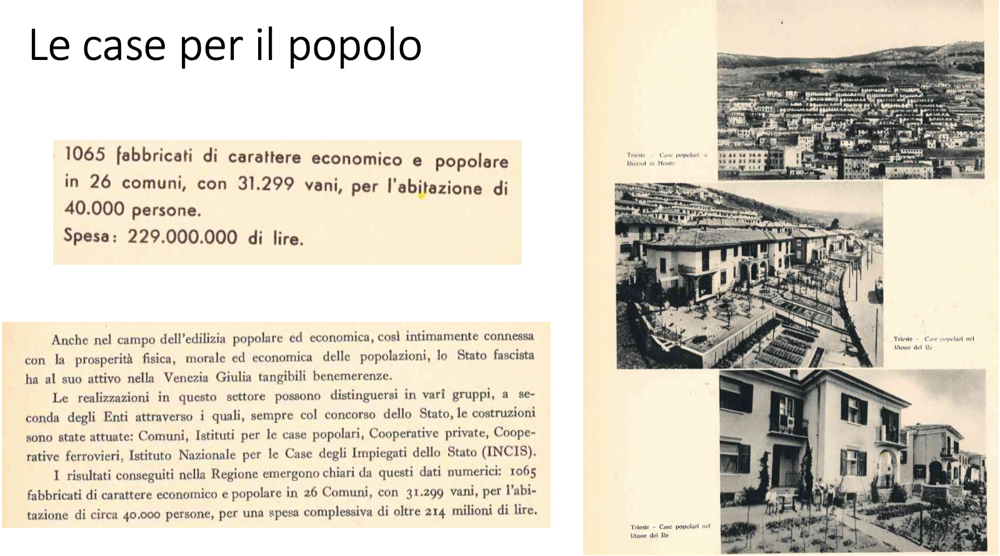 Le case per il popolo
1065 fabbricati di carattere economico e popolare
in 26 comuni, con 31.299 vani, per l'abitazione di
40.000 persone.
Spesa: 229.000.000 di lire.
Anche nel campo dell'edilizia popolare ed economica, così intimamente connessa
con la prosperità fisica, morale ed economica delle popolazioni, lo Stato fascista
ha al suo attivo nella Venezia Giulia tangibili benemerenze.
Le realizzazioni in questo settore possono distinguersi in varî gruppi, a se-
conda degli Enti attraverso i quali, sempre col concorso dello Stato, le costruzioni
sono state attuate: Comuni, Istituti per le case popolari, Cooperative private, Coope-
rative ferrovieri, Istituto Nazionale per le Case degli Impiegati dello Stato (INCIS).
I risultati conseguiti nella Regione emergono chiari da questi dati numerici: 1065
fabbricati di carattere economico e popolare in 26 Comuni, con 31.299 vani, per l'abi-
tazione di circa 40.000 persone, per una spesa complessiva di oltre 214 milioni di lire.
Trieste – Case popolari a
Rozzol in Monte
Trieste – Case popolari nel
Rione del Re
Trieste – Case popolari nel
Rione del Re